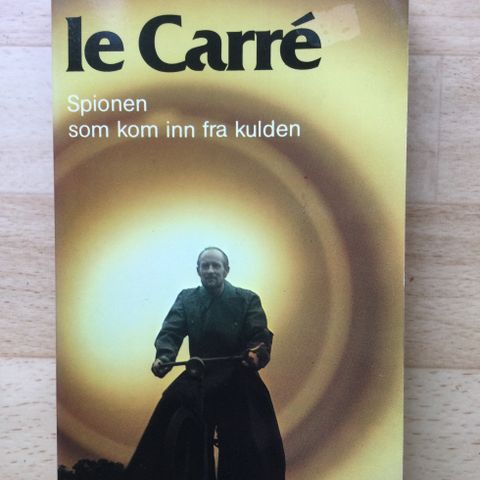 le Carré
Spionen
som kom inn fra kulden